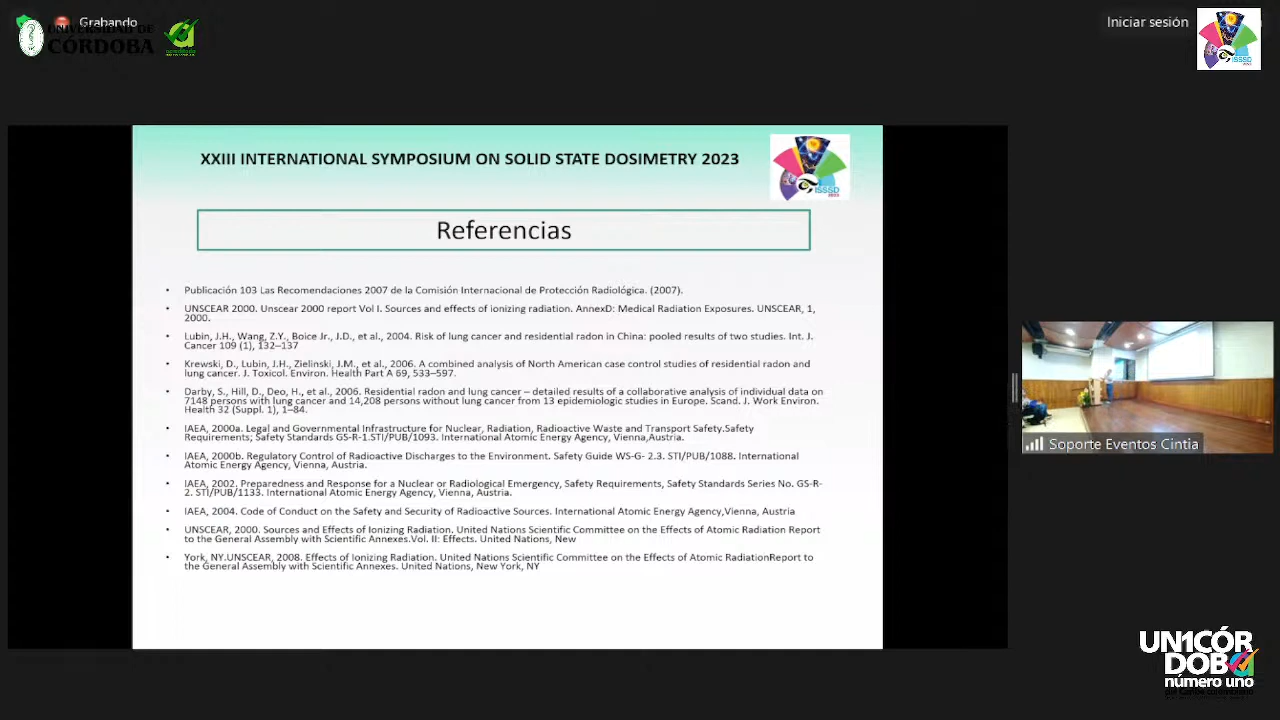 Grabando
UNIVERSIDAD DE
CÓRDOBA
Iniciar sesión
ISSSD
XXIII INTERNATIONAL SYMPOSIUM ON SOLID STATE DOSIMETRY 2023
ISSSD
2023
Referencias
• Publicación 103 Las Recomendaciones 2007 de la Comisión Internacional de Protección Radiológica. (2007).
• UNSCEAR 2000. Unscear 2000 report Vol I. Sources and effects of ionizing radiation. AnnexD: Medical Radiation Exposures. UNSCEAR, 1,
2000.
• Lubin, J.H., Wang, Z.Y., Boice Jr., J.D., et al., 2004. Risk of lung cancer and residential radon in China: pooled results of two studies. Int. J.
Cancer 109 (1), 132–137
• Krewski, D., Lubin, J.H., Zielinski, J.M., et al., 2006. A combined analysis of North American case control studies of residential radon and
lung cancer. J. Toxicol. Environ. Health Part A 69, 533–597.
• Darby, S., Hill, D., Deo, H., et al., 2006. Residential radon and lung cancer – detailed results of a collaborative analysis of individual data on
7148 persons with lung cancer and 14,208 persons without lung cancer from 13 epidemiologic studies in Europe. Scand. J. Work Environ.
Health 32 (Suppl. 1), 1–84.
• IAEA, 2000a. Legal and Governmental Infrastructure for Nuclear, Radiation, Radioactive Waste and Transport Safety.Safety
Requirements; Safety Standards GS-R-1.STI/PUB/1093. International Atomic Energy Agency, Vienna,Austria.
• IAEA, 2000b. Regulatory Control of Radioactive Discharges to the Environment. Safety Guide WS-G- 2.3. STI/PUB/1088. International
Atomic Energy Agency, Vienna, Austria.
• IAEA, 2002. Preparedness and Response for a Nuclear or Radiological Emergency, Safety Requirements, Safety Standards Series No. GS-R-
2. STI/PUB/1133. International Atomic Energy Agency, Vienna, Austria.
• IAEA, 2004. Code of Conduct on the Safety and Security of Radioactive Sources. International Atomic Energy Agency,Vienna, Austria
• UNSCEAR, 2000. Sources and Effects of Ionizing Radiation. United Nations Scientific Committee on the Effects of Atomic Radiation Report
to the General Assembly with Scientific Annexes.Vol. II: Effects. United Nations, New
• York, NY.UNSCEAR, 2008. Effects of Ionizing Radiation. United Nations Scientific Committee on the Effects of Atomic RadiationReport to
the General Assembly with Scientific Annexes. United Nations, New York, NY
Soporte Eventos Cintia
UN1CÓR
DOBA
número uno
del Caribe colombiano